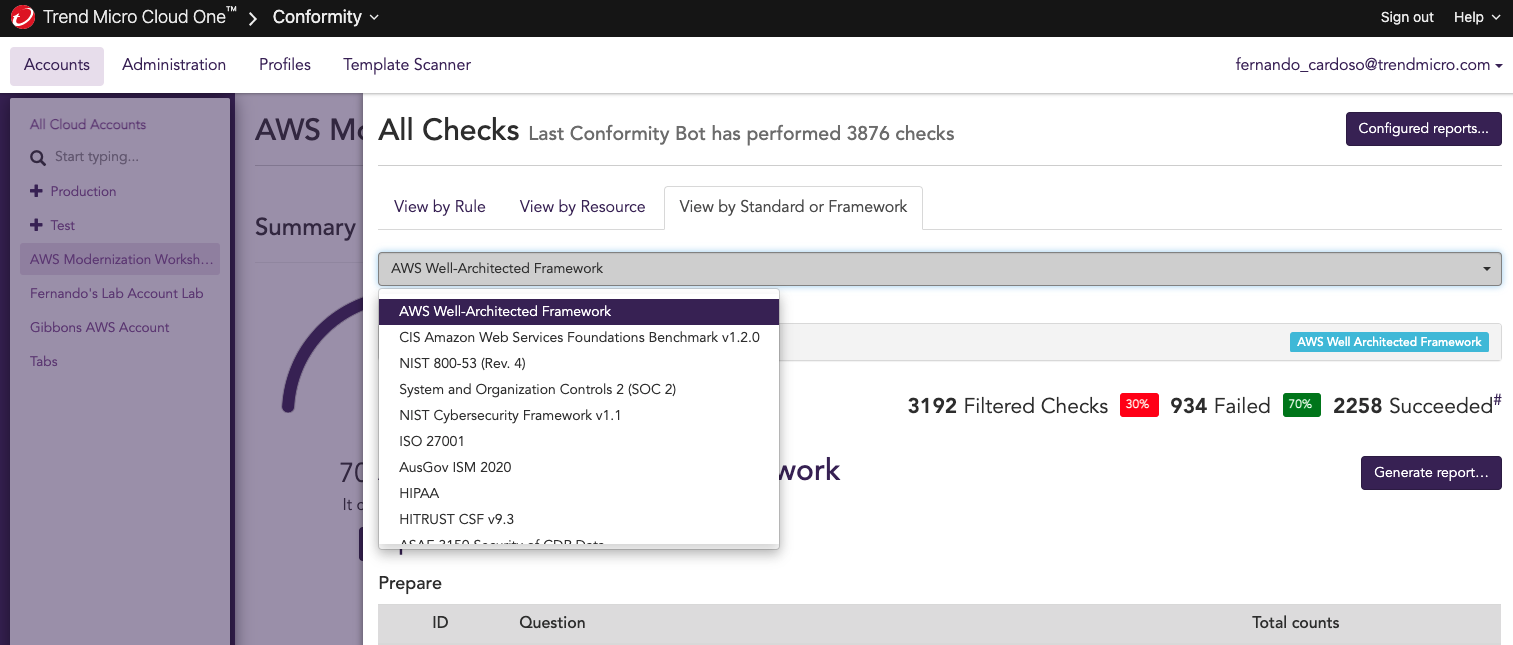 Trend Micro Cloud One™ > Conformity
Sign out Help
Accounts Administration Profiles Template Scanner
fernando_cardoso@trendmicro.com
All Cloud Accounts
Start typing...
Production
Test
AWS Modernization Worksh...
Fernando's Lab Account Lab
Gibbons AWS Account
Tabs
AWS
Summary
70
It
All Checks Last Conformity Bot has performed 3876 checks
Configured reports...
View by Rule View by Resource View by Standard or Framework
AWS Well-Architected Framework
AWS Well-Architected Framework
CIS Amazon Web Services Foundations Benchmark v1.2.0
NIST 800-53 (Rev. 4)
System and Organization Controls 2 (SOC 2)
NIST Cybersecurity Framework v1.1
ISO 27001
AusGov ISM 2020
HIPAA
HITRUST CSF v9.3
AWS Well Architected Framework
3192 Filtered Checks 30% 934 Failed 70% 2258 Succeeded#
work
Generate report...
Prepare
ID Question Total counts